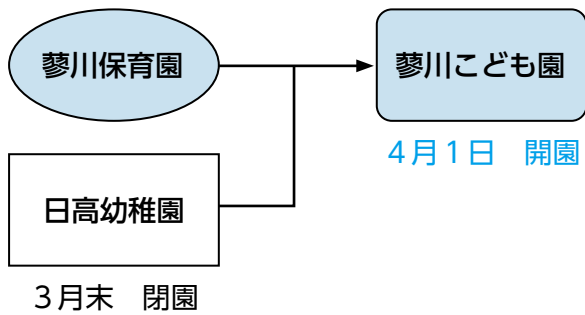 蓼川保育園
蓼川こども園
4月1日　開園
日高幼稚園
3月末　閉園